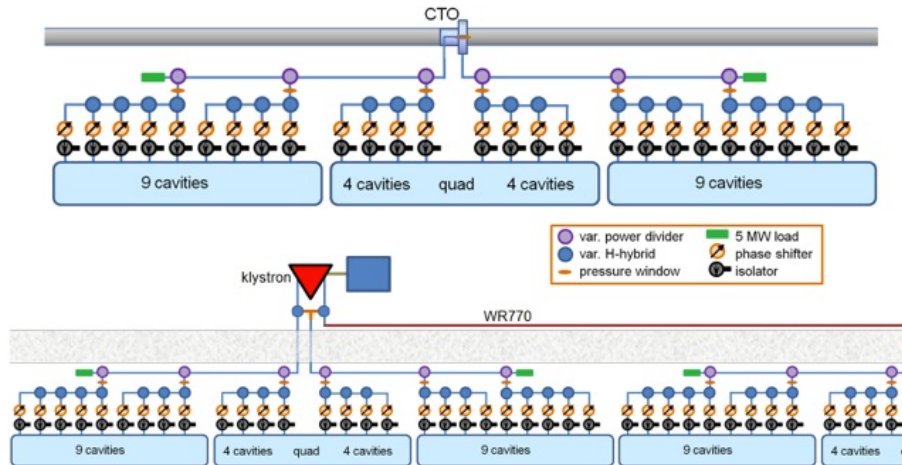 CTO
9 cavities
4 cavities quad 4 cavities
9 cavities
var. power divider
var. H-hybrid
pressure window
5 MW load
phase shifter
isolator
klystron
WR770
9 cavities
4 cavities quad 4 cavities
9 cavities
9 cavities
4 cavities